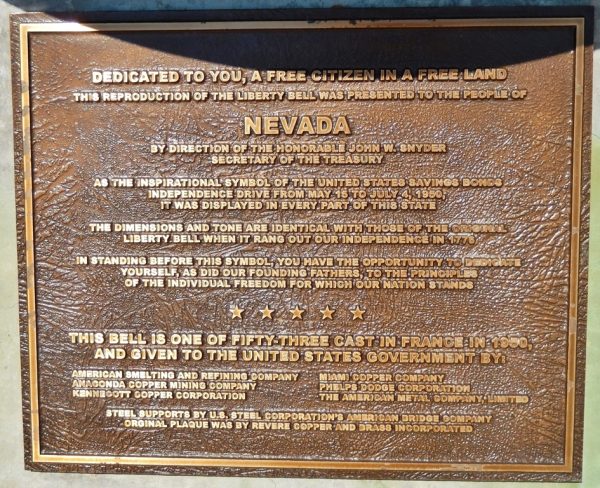 DEDICATED TO YOU, A FREE CITIZEN IN A FREE LAND
THIS REPRODUCTION OF THE LIBERTY BELL WAS PRESENTED TO THE PEOPLE OF
NEVADA
BY DIRECTION OF THE HONORABLE JOHN W. SNYDER
SECRETARY OF THE TREASURY
AS THE INSPIRATIONAL SYMBOL OF THE UNITED STATES SAVINGS BONDS
INDEPENDENCE DRIVE FROM MAY 15 TO JULY 4, 1950,
IT WAS DISPLAYED IN EVERY PART OF THIS STATE
THE DIMENSIONS AND TONE ARE IDENTICAL WITH THOSE OF THE ORIGINAL
LIBERTY BELL WHEN IT RANG OUT OUR INDEPENDENCE IN 1776
IN STANDING BEFORE THIS SYMBOL, YOU HAVE THE OPPORTUNITY TO DEDICATE
YOURSELF, AS DID OUR FOUNDING FATHERS, TO THE PRINCIPLES
OF THE INDIVIDUAL FREEDOM FOR WHICH OUR NATION STANDS
THIS BELL IS ONE OF FIFTY-THREE CAST IN FRANCE IN 1950,
AND GIVEN TO THE UNITED STATES GOVERNMENT BY:
AMERICAN SMELTING AND REFINING COMPANY
ANACONDA COPPER MINING COMPANY
KENNECOTT COPPER CORPORATION
MIAMI COPPER COMPANY
PHELPS DODGE CORPORATION
THE AMERICAN METAL COMPANY, LIMITED
STEEL SUPPORTS BY U.S. STEEL CORPORATION'S AMERICAN BRIDGE COMPANY
ORGINAL PLAQUE WAS BY REVERE COPPER AND BRASS INCORPORATED